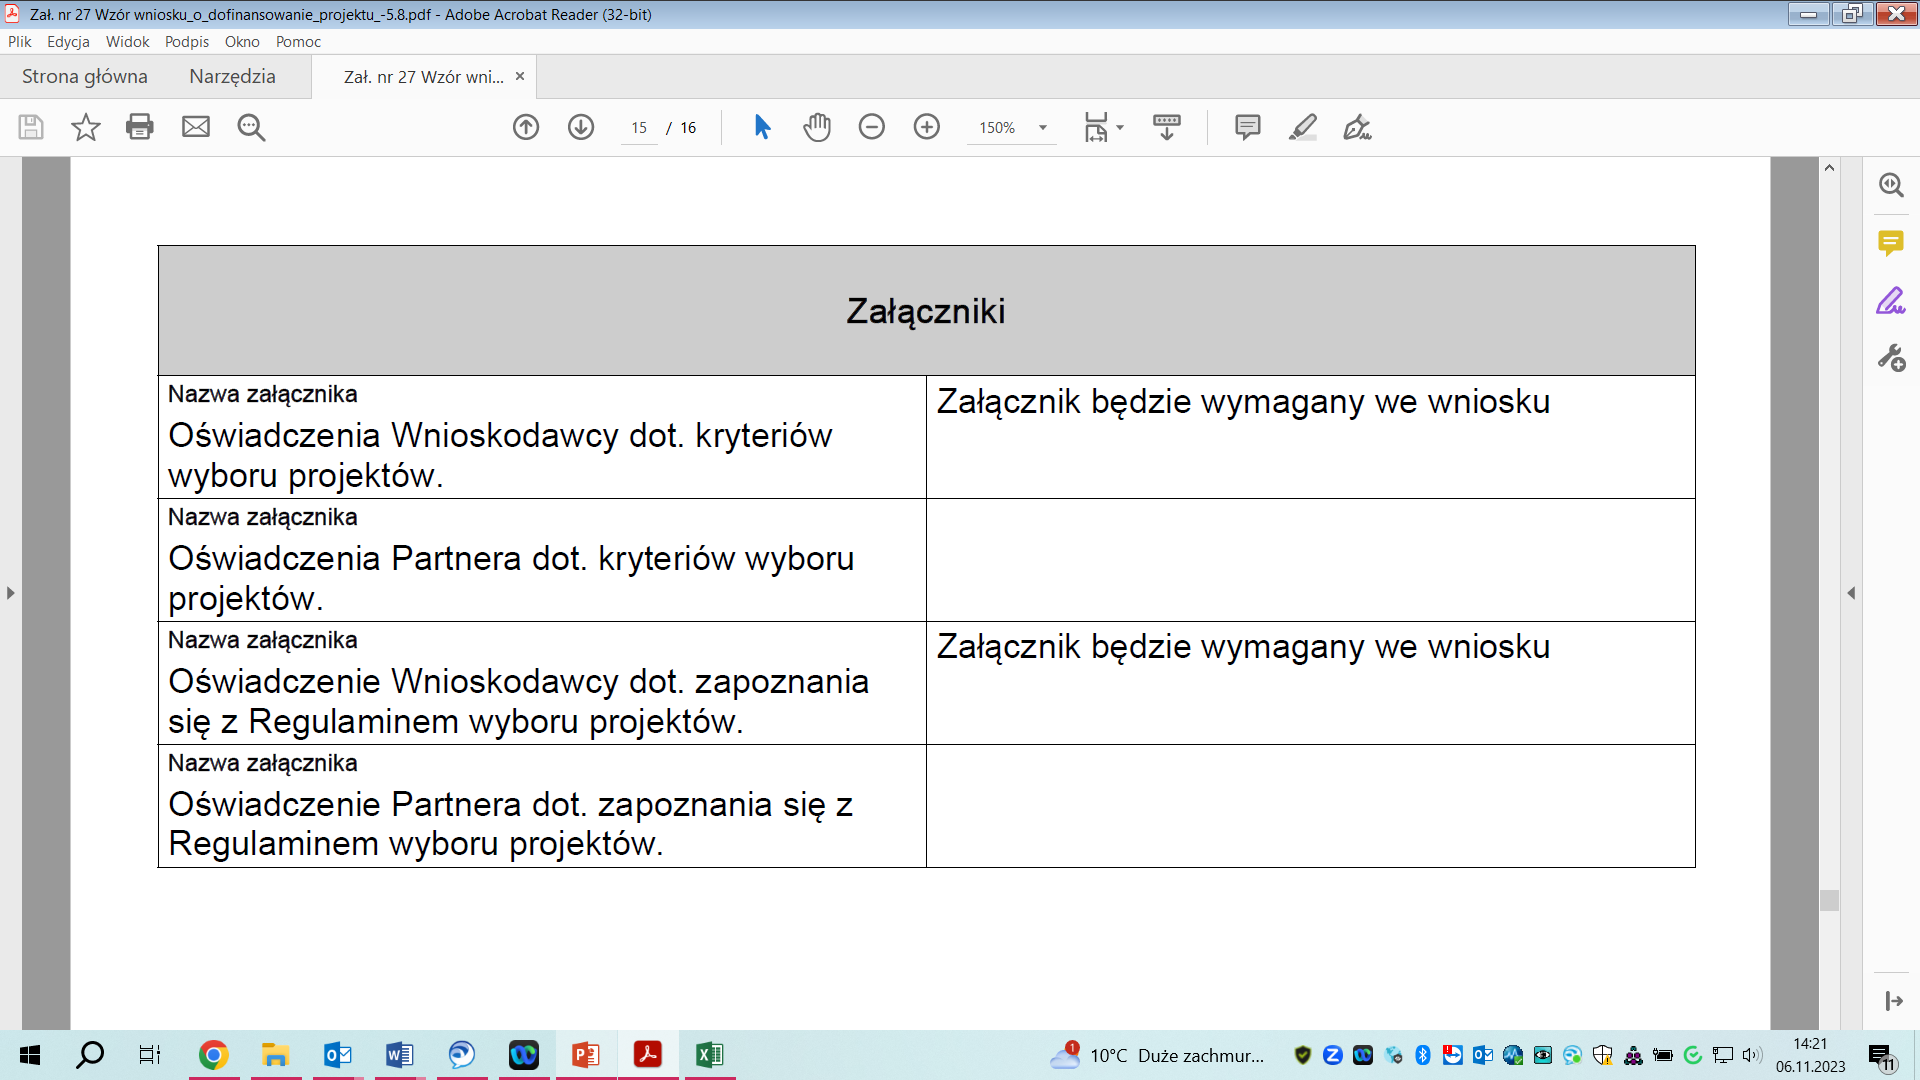 Zał. nr 27 Wzór wniosku_o_dofinansowanie_projektu_-5.8.pdf - Adobe Acrobat Reader (32-bit)
Plik Edycja Widok Podpis Okno Pomoc
Strona główna Narzędzia Zał. nr 27 Wzór wni... ×
15 / 16 150%
Załączniki
Nazwa załącznika
Oświadczenia Wnioskodawcy dot. kryteriów
wyboru projektów.
Załącznik będzie wymagany we wniosku
Nazwa załącznika
Oświadczenia Partnera dot. kryteriów wyboru
projektów.
Nazwa załącznika
Oświadczenie Wnioskodawcy dot. zapoznania
się z Regulaminem wyboru projektów.
Załącznik będzie wymagany we wniosku
Nazwa załącznika
Oświadczenie Partnera dot. zapoznania się z
Regulaminem wyboru projektów.
1 10°C Duże zachmur...
14:21
06.11.2023
11